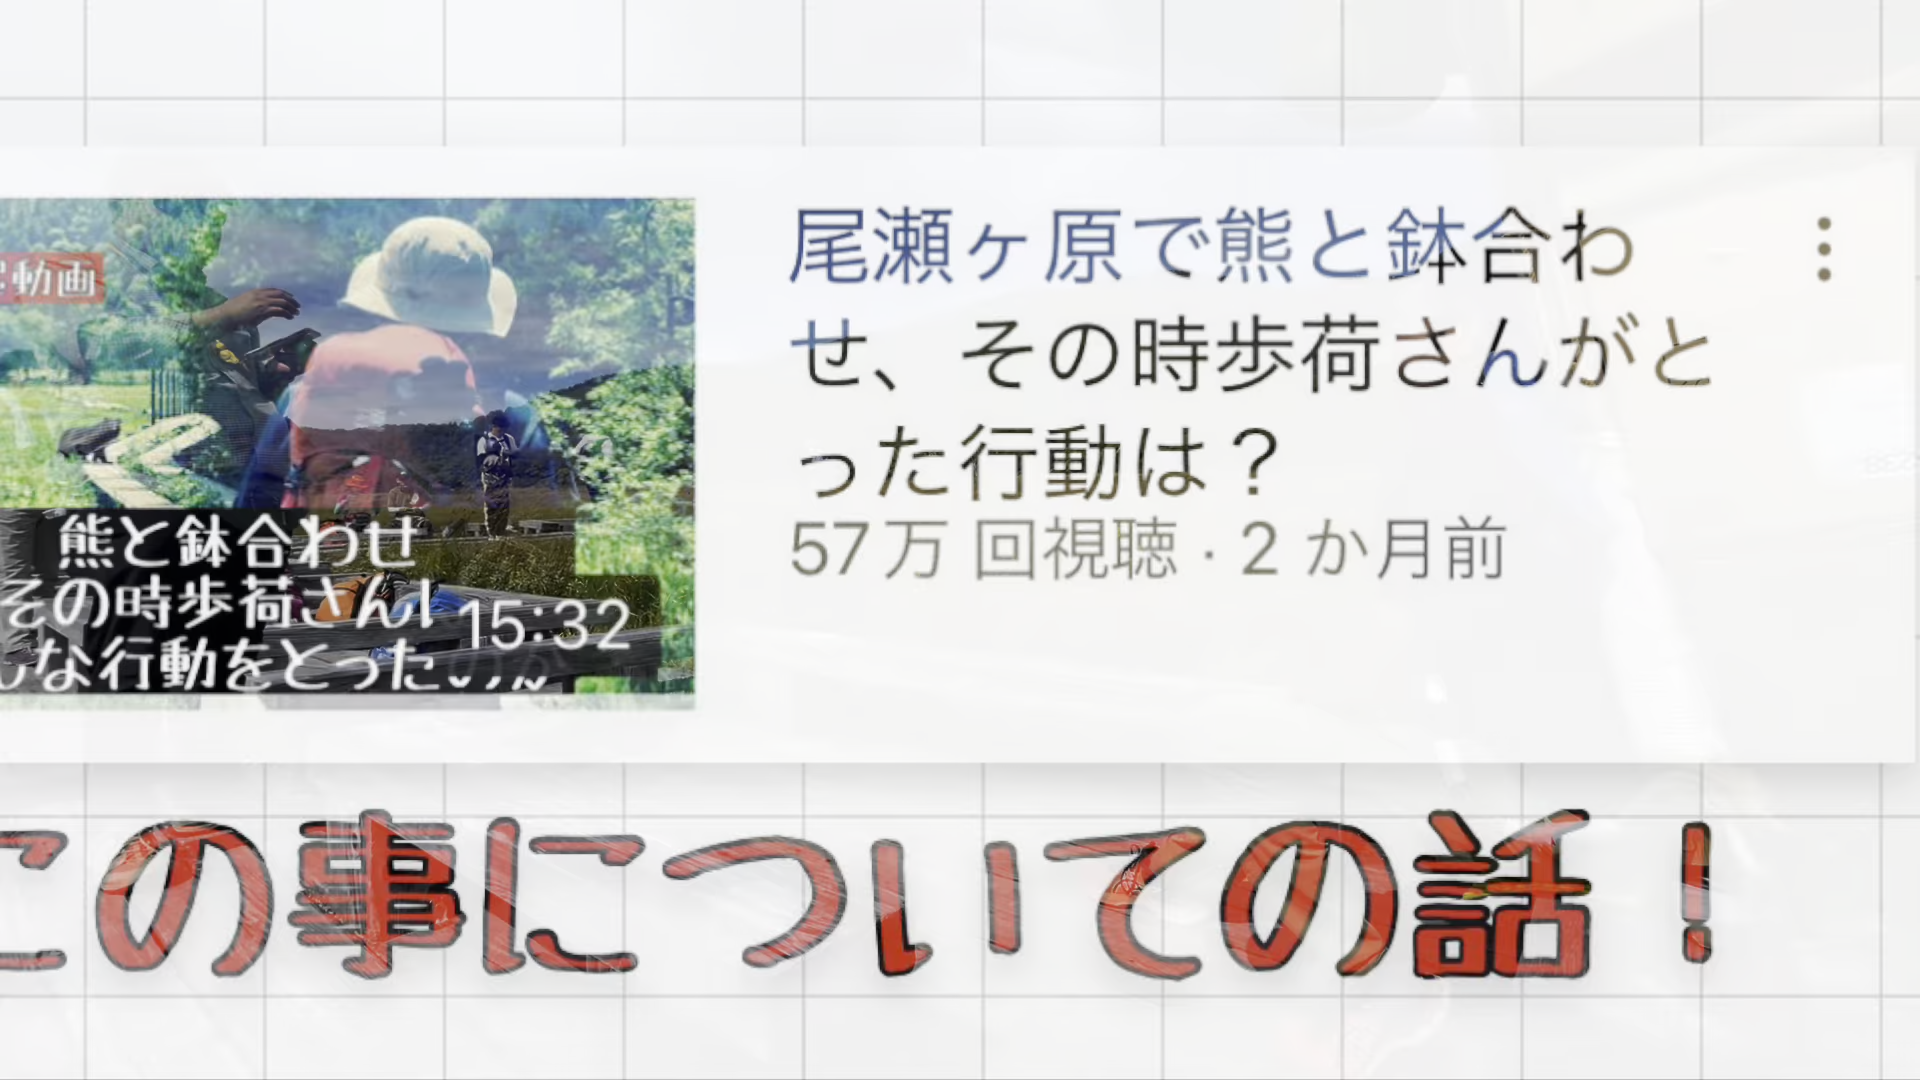 動画
尾瀬ヶ原で熊と鉢合わ
せ、その時歩荷さんがと
った行動は？
57万 回視聴・2 か月前
熊と鉢合わせ
その時歩荷さん
な行動をとった
15:32
この事についての話！